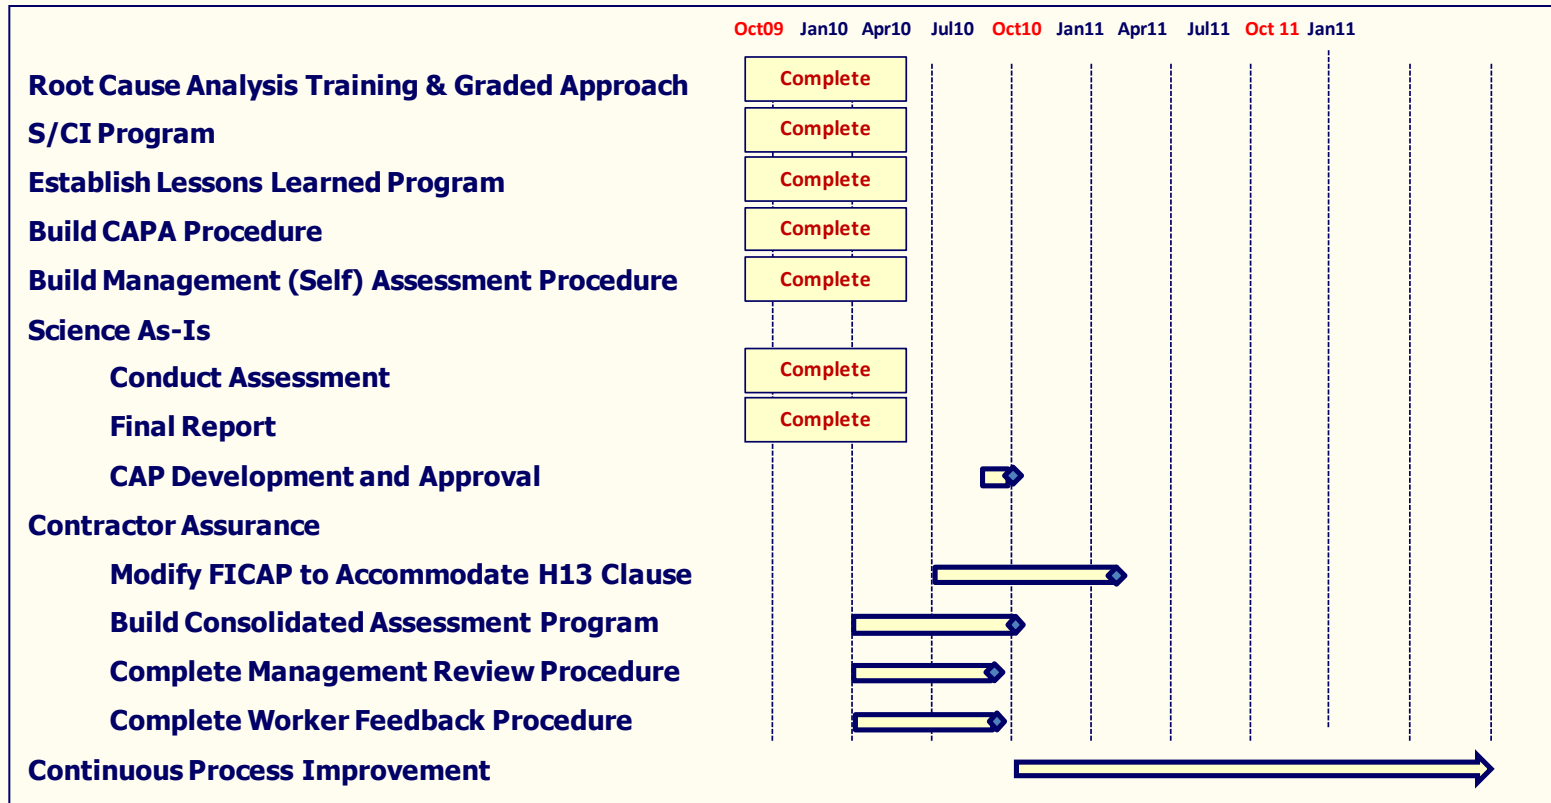 Oct09 Jan10 Apr10 Jul10 Oct10 Jan11 Apr11 Jul11 Oct 11 Jan11
Root Cause Analysis Training & Graded Approach Complete
S/CI Program Complete
Establish Lessons Learned Program Complete
Build CAPA Procedure Complete
Build Management (Self) Assessment Procedure Complete
Science As-Is
Conduct Assessment Complete
Final Report Complete
CAP Development and Approval
Contractor Assurance
Modify FICAP to Accommodate H13 Clause
Build Consolidated Assessment Program
Complete Management Review Procedure
Complete Worker Feedback Procedure
Continuous Process Improvement